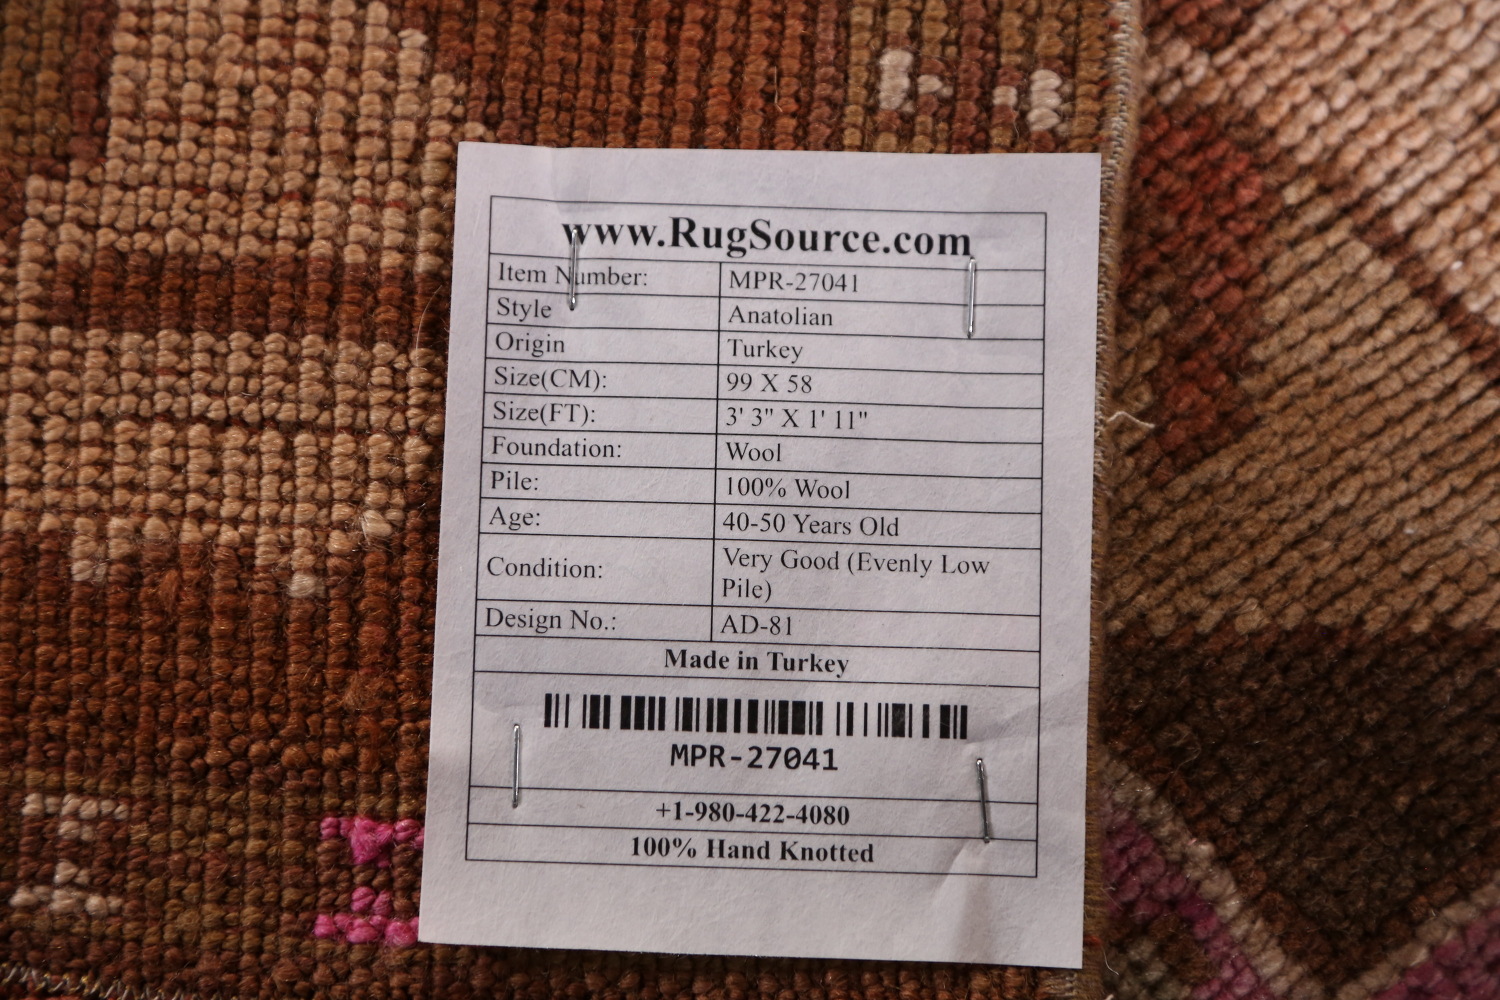 www.RugSource.com
Item Number: MPR-27041
Style Anatolian
Origin Turkey
Size(CM): 99 X 58
Size(FT): 3' 3" X 1' 11"
Foundation: Wool
Pile: 100% Wool
Age: 40-50 Years Old
Condition: Very Good (Evenly Low
Pile)
Design No.: AD-81
Made in Turkey
MPR-27041
+1-980-422-4080
100% Hand Knotted